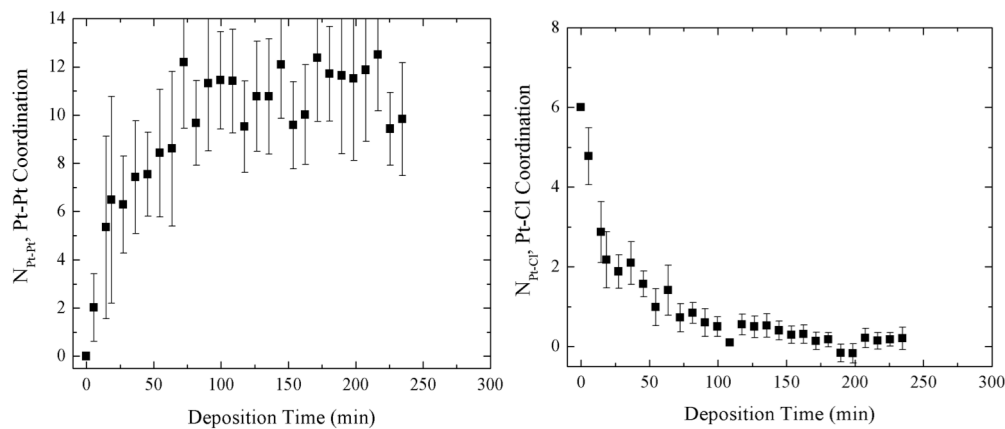 14
12
10
8
6
4
2
0
N_Pt-Pt, Pt-Pt Coordination
0 50 100 150 200 250 300
Deposition Time (min)
8
6
4
2
0
N_Pt-Cl, Pt-Cl Coordination
0 50 100 150 200 250 300
Deposition Time (min)